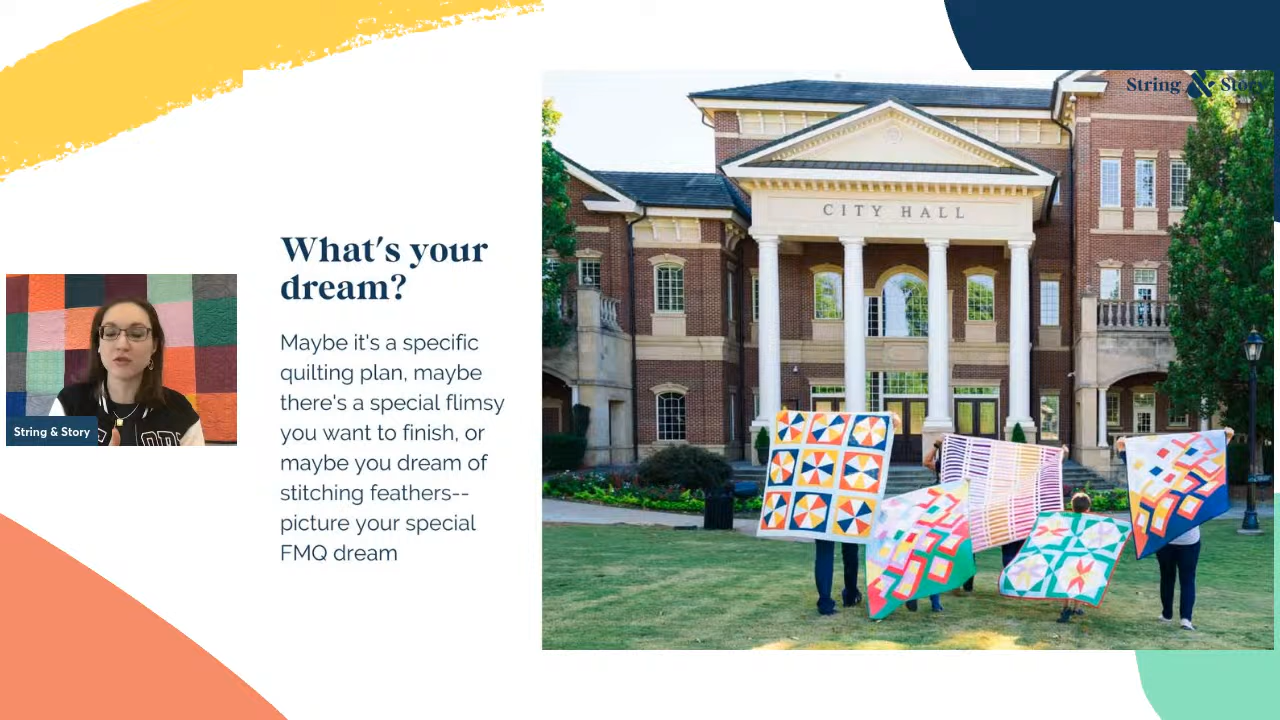 String & Story
CITY HALL
What's your
dream?
Maybe it's a specific
quilting plan, maybe
there's a special flimsy
you want to finish, or
maybe you dream of
stitching feathers--
picture your special
FMQ dream
String & Story